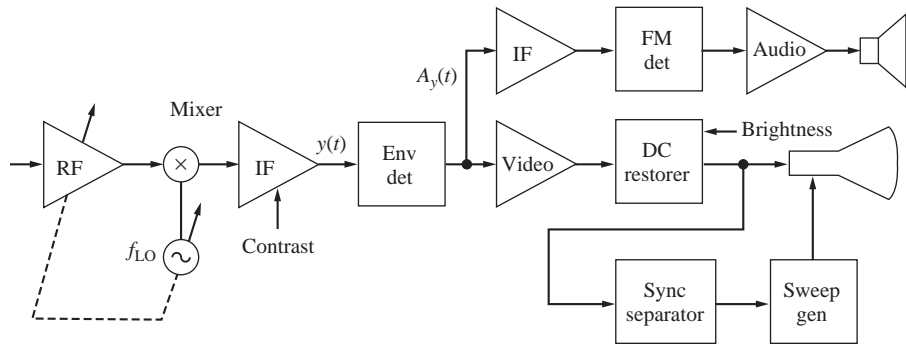 IF
FM
det
Audio
A_y(t)
Mixer
Brightness
RF
×
IF
y(t)
Env
det
Video
DC
restorer
f_LO
Contrast
Sync
separator
Sweep
gen